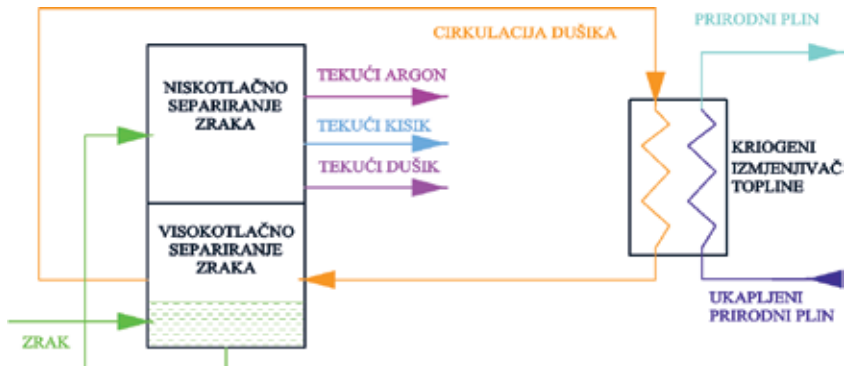 CIRKULACIJA DUŠIKA
PRIRODNI PLIN
NISKOTLAČNO
SEPARIRANJE
ZRAKA
TEKUĆI ARGON
TEKUĆI KISIK
TEKUĆI DUŠIK
KRIOGENI
IZMJENJIVAČ
TOPLINE
VISOKOTLAČNO
SEPARIRANJE
ZRAKA
UKAPLJENI
PRIRODNI PLIN
ZRAK